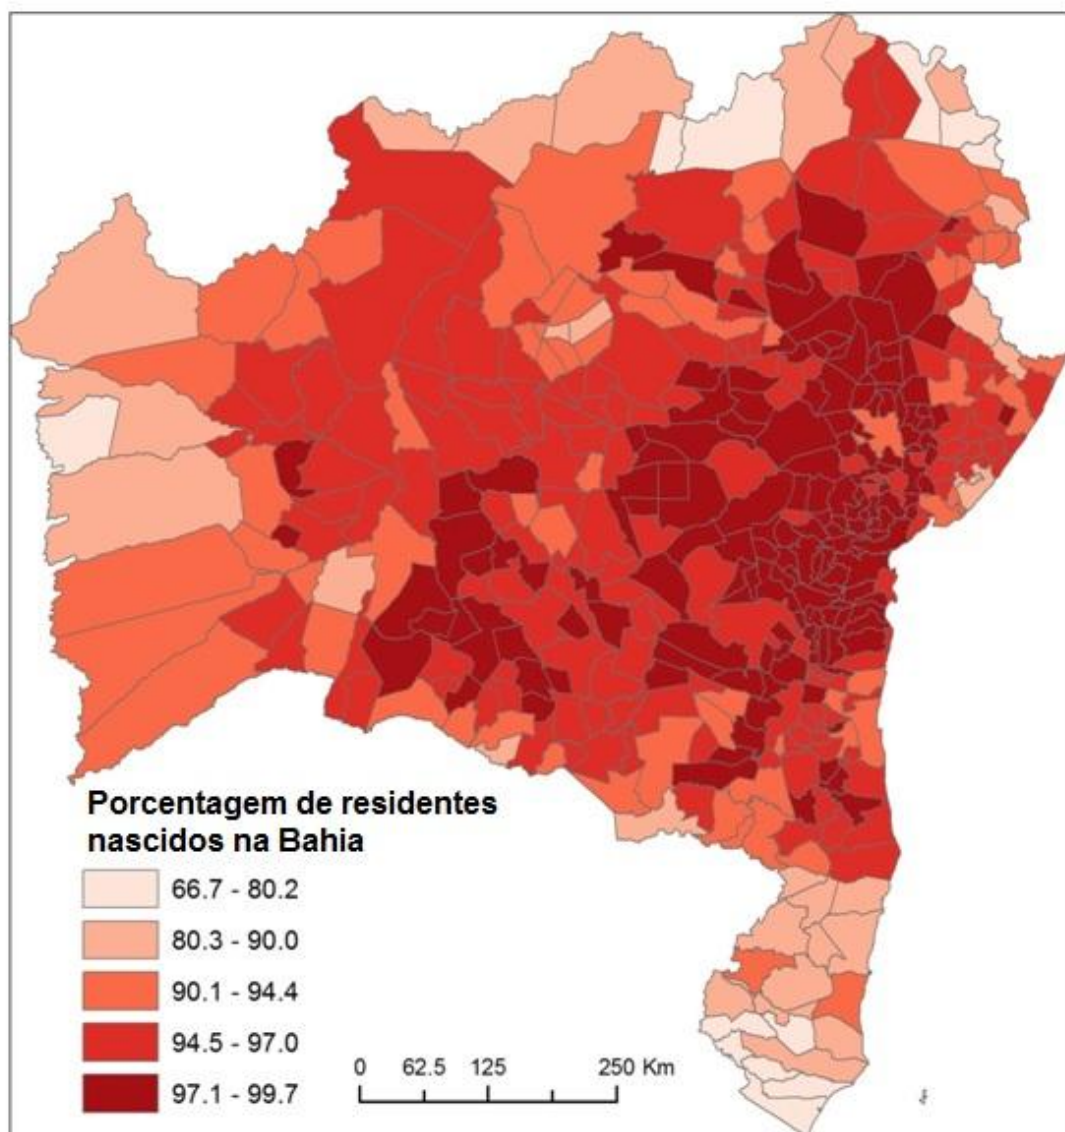 Porcentagem de residentes
nascidos na Bahia
66.7 - 80.2
80.3 - 90.0
90.1 - 94.4
94.5 - 97.0
97.1 - 99.7
0 62.5 125 250 Km